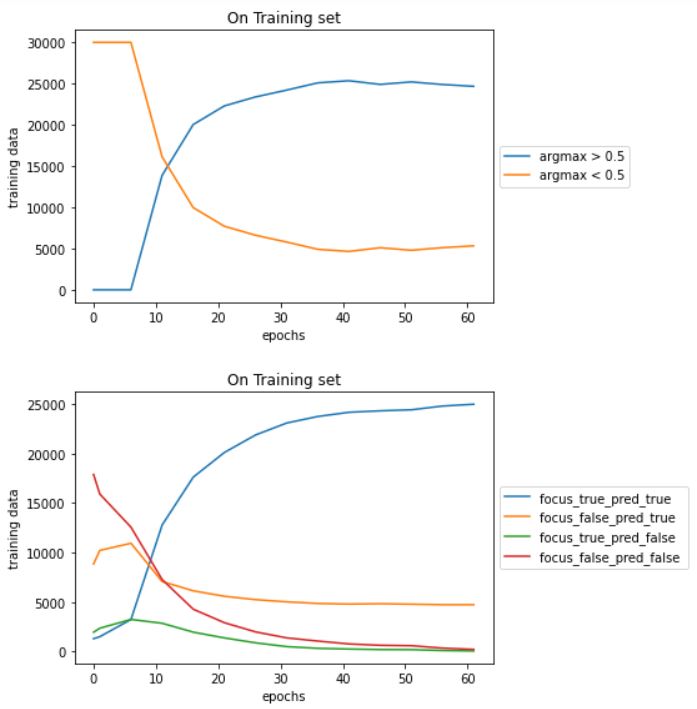 On Training set
30000
25000
20000
15000
10000
5000
0
training data
0 10 20 30 40 50 60
epochs
argmax > 0.5
argmax < 0.5
On Training set
25000
20000
15000
10000
5000
0
training data
0 10 20 30 40 50 60
epochs
focus_true_pred_true
focus_false_pred_true
focus_true_pred_false
focus_false_pred_false